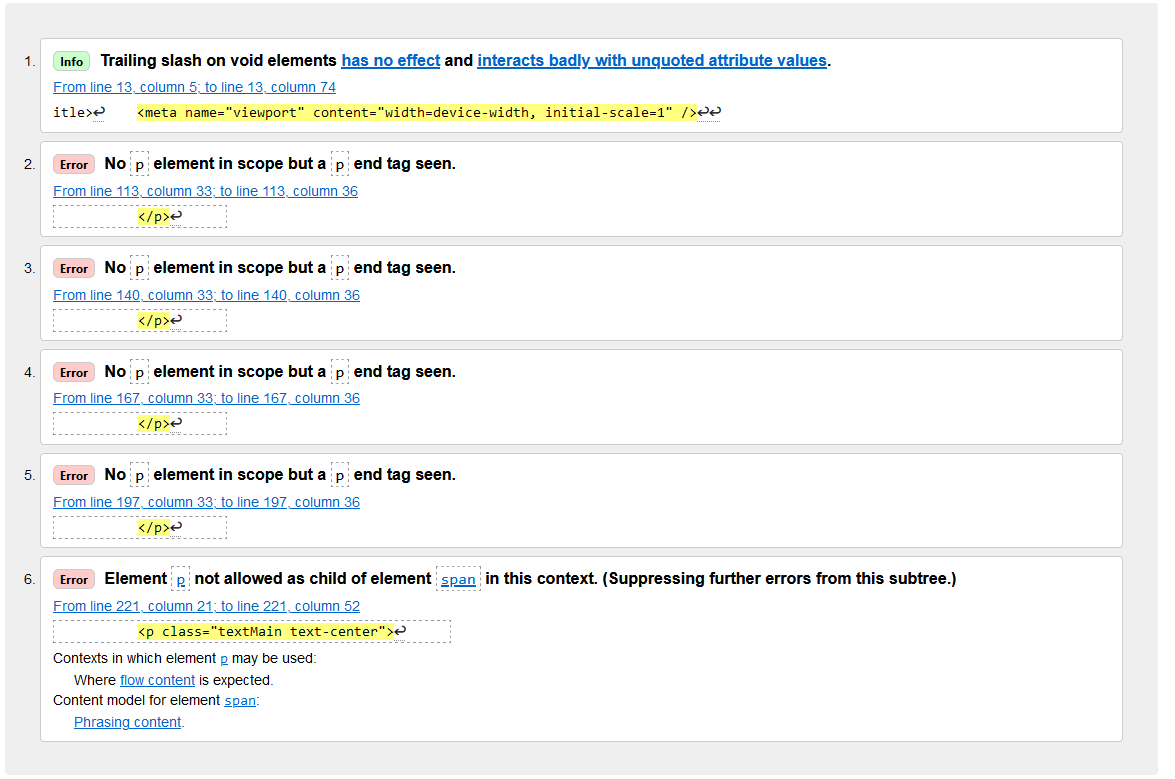 1. Info Trailing slash on void elements has no effect and interacts badly with unquoted attribute values.
From line 13, column 5; to line 13, column 74
itle>↩    <meta name="viewport" content="width=device-width, initial-scale=1" />↩↩
2. Error No p element in scope but a p end tag seen.
From line 113, column 33; to line 113, column 36
</p>↩
3. Error No p element in scope but a p end tag seen.
From line 140, column 33; to line 140, column 36
</p>↩
4. Error No p element in scope but a p end tag seen.
From line 167, column 33; to line 167, column 36
</p>↩
5. Error No p element in scope but a p end tag seen.
From line 197, column 33; to line 197, column 36
</p>↩
6. Error Element p not allowed as child of element span in this context. (Suppressing further errors from this subtree.)
From line 221, column 21; to line 221, column 52
<p class="textMain text-center">↩
Contexts in which element p may be used:
Where flow content is expected.
Content model for element span:
Phrasing content.